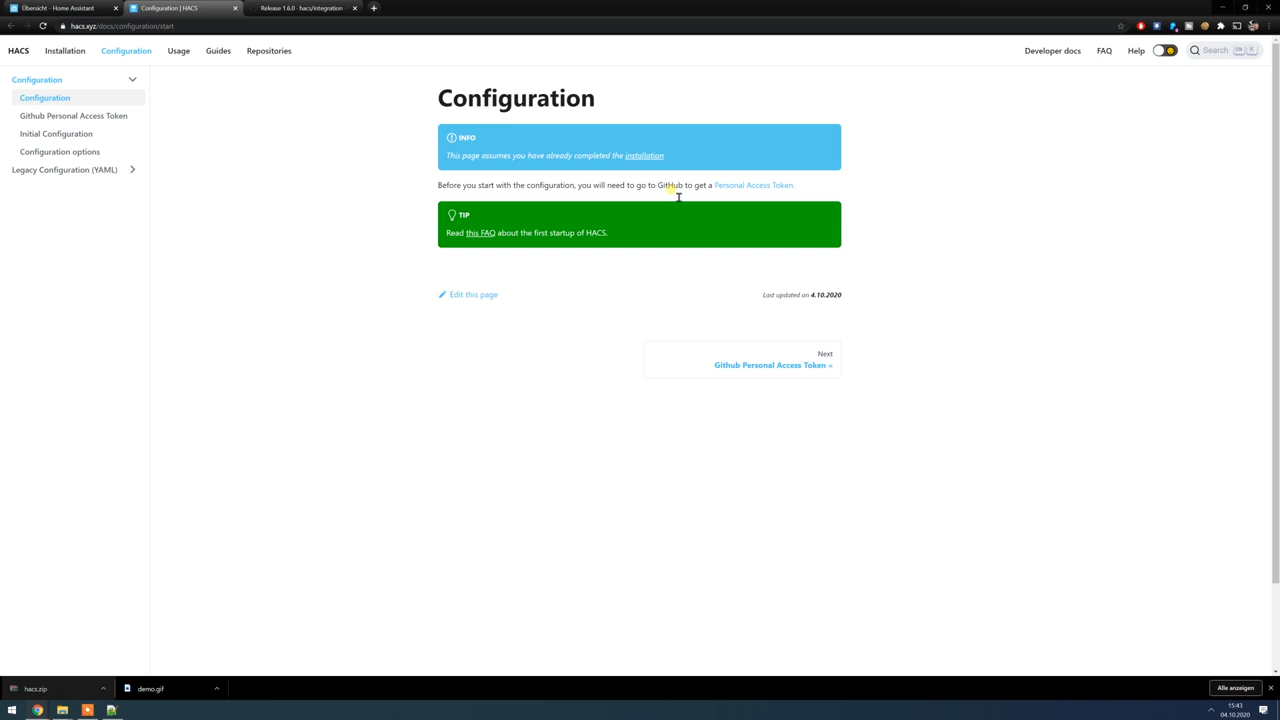 Übersicht - Home Assistant
Configuration | HACS
Release 1.6.0 · hacs/integration
hacs.xyz/docs/configuration/start
HACS
Installation
Configuration
Usage
Guides
Repositories
Developer docs
FAQ
Help
Search
K
Configuration
Configuration
Github Personal Access Token
Initial Configuration
Configuration options
Legacy Configuration (YAML)
Configuration
INFO
This page assumes you have already completed the installation
Before you start with the configuration, you will need to go to GitHub to get a Personal Access Token.
TIP
Read this FAQ about the first startup of HACS.
Edit this page
Last updated on 4.10.2020
Next
Github Personal Access Token »
hacs.zip
demo.gif
Alle anzeigen
15:43
04.10.2020